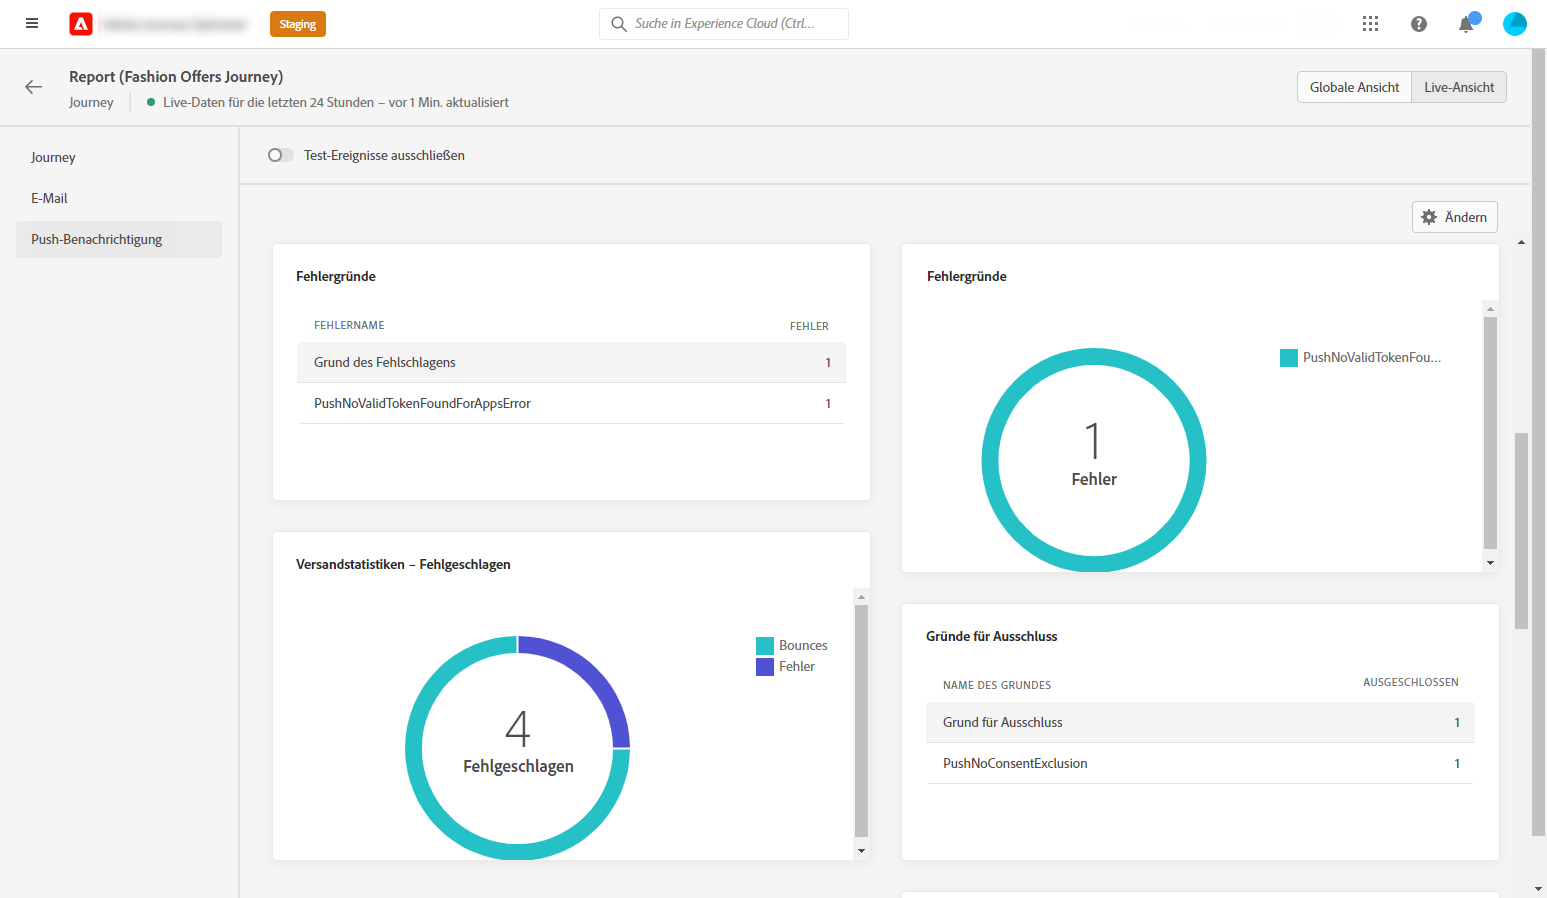 Staging
Suche in Experience Cloud (Ctrl...
Report (Fashion Offers Journey)
Journey
Live-Daten für die letzten 24 Stunden – vor 1 Min. aktualisiert
Globale Ansicht
Live-Ansicht
Journey
E-Mail
Push-Benachrichtigung
Test-Ereignisse ausschließen
Ändern
Fehlergründe
FEHLERNAME FEHLER
Grund des Fehlschlagens 1
PushNoValidTokenFoundForAppsError 1
Fehlergründe
PushNoValidTokenFou...
1
Fehler
Versandstatistiken – Fehlgeschlagen
Bounces
Fehler
4
Fehlgeschlagen
Gründe für Ausschluss
NAME DES GRUNDES AUSGESCHLOSSEN
Grund für Ausschluss 1
PushNoConsentExclusion 1